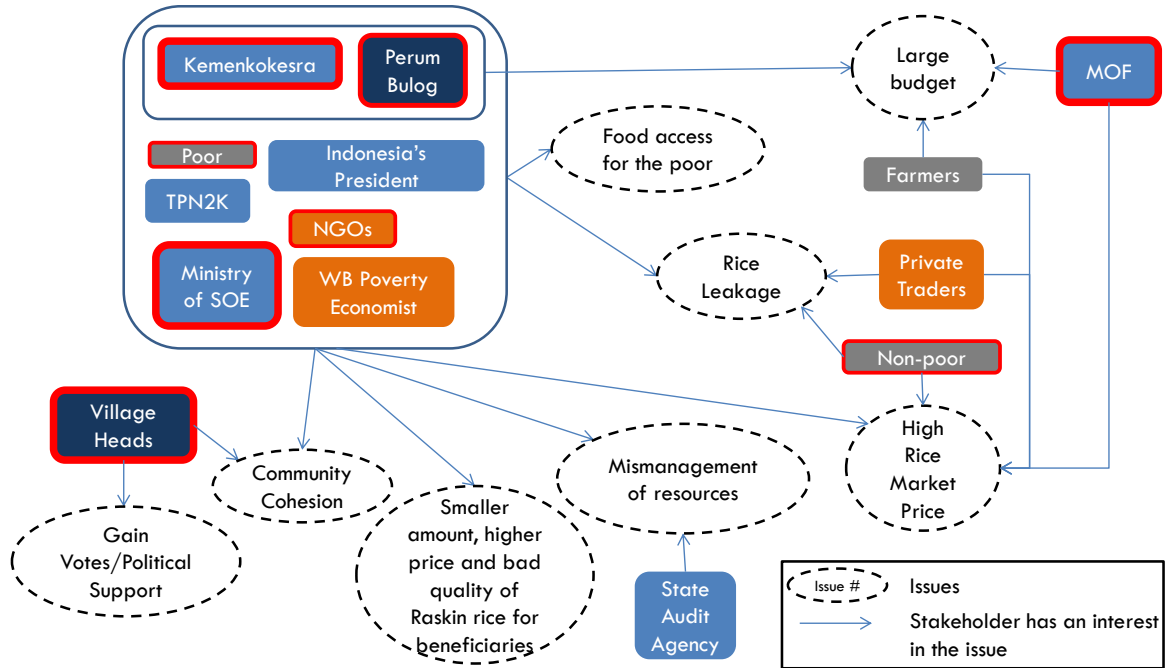 Kemenkokesra
Perum
Bulog
Large
budget
MOF
Poor
Indonesia's
President
Food access
for the poor
TPN2K
Farmers
NGOs
Ministry
of SOE
WB Poverty
Economist
Rice
Leakage
Private
Traders
Non-poor
Village
Heads
Community
Cohesion
Mismanagement
of resources
High
Rice
Market
Price
Gain
Votes/Political
Support
Smaller
amount, higher
price and bad
quality of
Raskin rice for
beneficiaries
State
Audit
Agency
Issue #
Issues
Stakeholder has an interest
in the issue